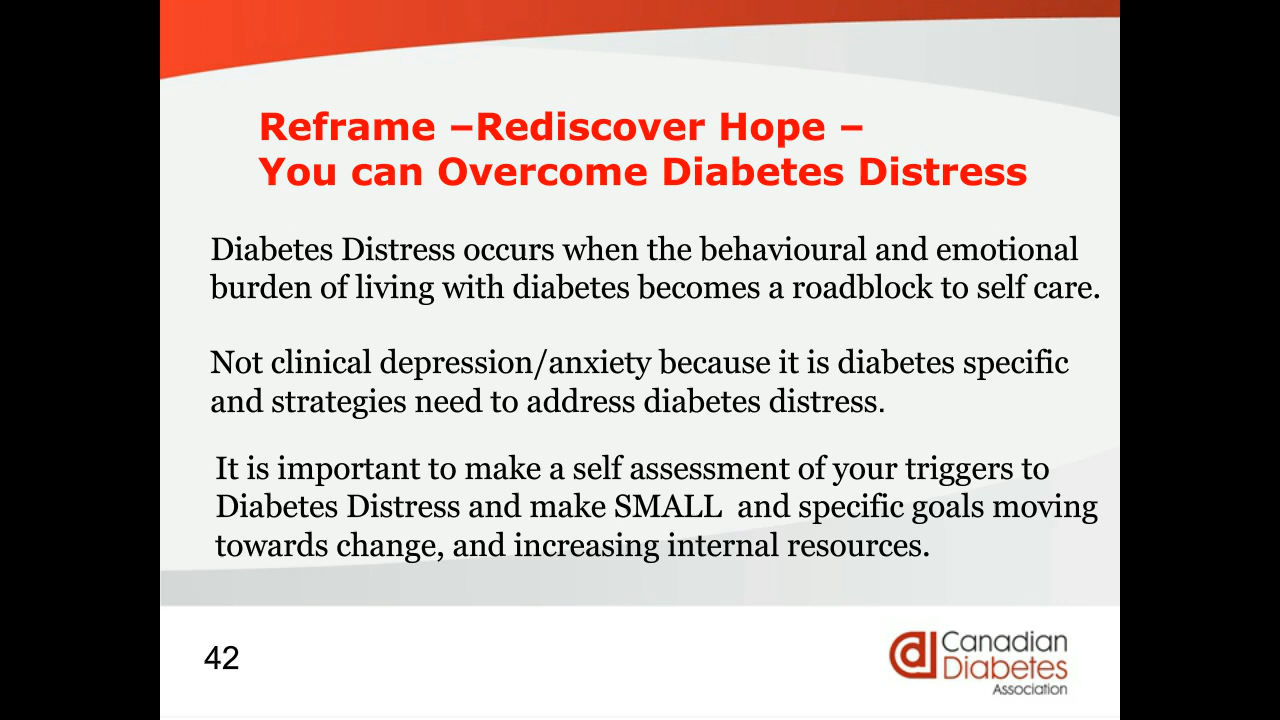 Reframe –Rediscover Hope –
You can Overcome Diabetes Distress
Diabetes Distress occurs when the behavioural and emotional
burden of living with diabetes becomes a roadblock to self care.
Not clinical depression/anxiety because it is diabetes specific
and strategies need to address diabetes distress.
It is important to make a self assessment of your triggers to
Diabetes Distress and make SMALL  and specific goals moving
towards change, and increasing internal resources.
42
Canadian
Diabetes
Association